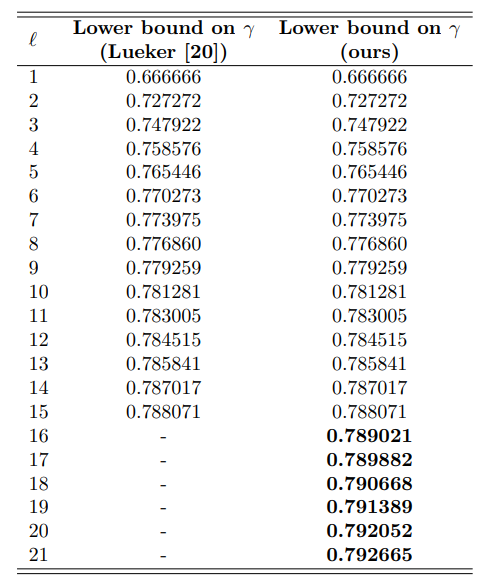 ℓ Lower bound on γ (Lueker [20]) Lower bound on γ (ours)
1 0.666666 0.666666
2 0.727272 0.727272
3 0.747922 0.747922
4 0.758576 0.758576
5 0.765446 0.765446
6 0.770273 0.770273
7 0.773975 0.773975
8 0.776860 0.776860
9 0.779259 0.779259
10 0.781281 0.781281
11 0.783005 0.783005
12 0.784515 0.784515
13 0.785841 0.785841
14 0.787017 0.787017
15 0.788071 0.788071
16 - 0.789021
17 - 0.789882
18 - 0.790668
19 - 0.791389
20 - 0.792052
21 - 0.792665